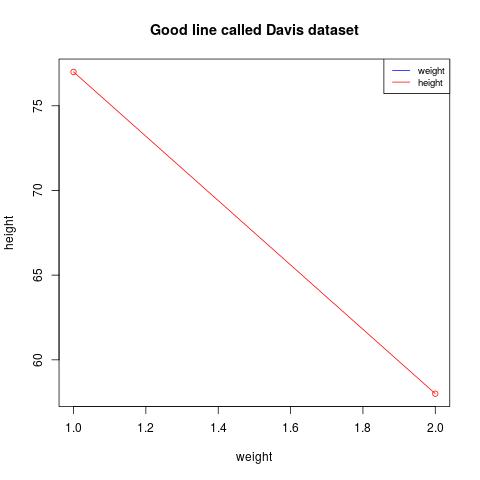 Good line called Davis dataset
weight
height
height
75
70
65
60
1.0 1.2 1.4 1.6 1.8 2.0
weight